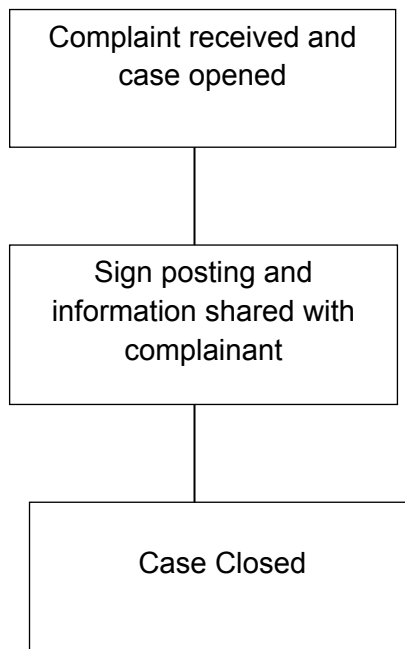 Complaint received and
case opened
Sign posting and
information shared with
complainant
Case Closed